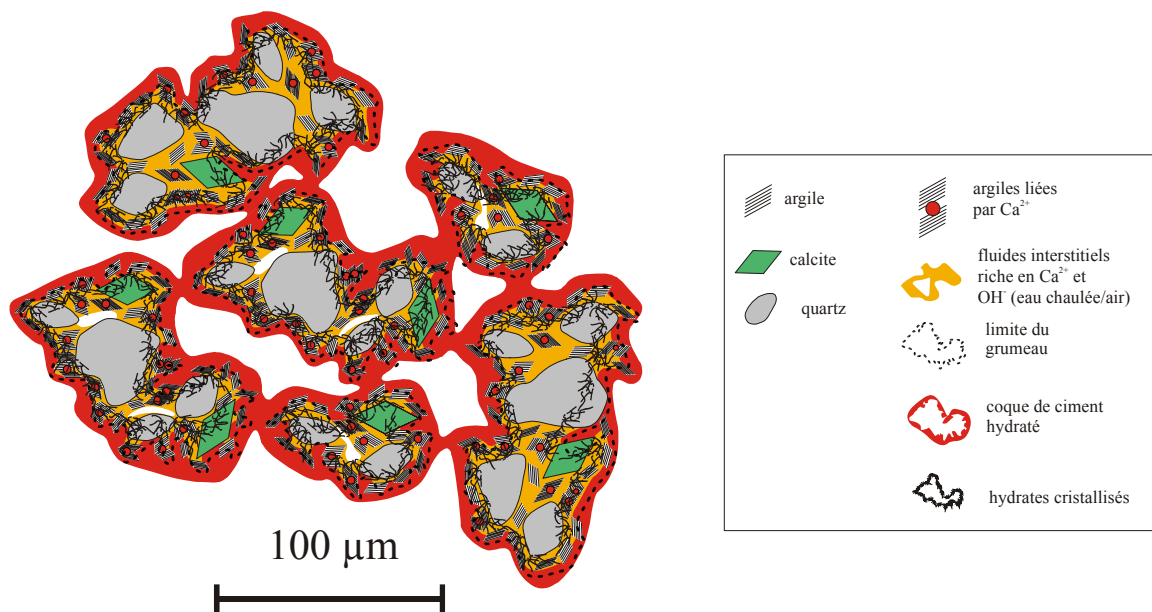 argile
calcite
quartz
argiles liées
par Ca²⁺
fluides interstitiels
riche en Ca²⁺ et
OH⁻ (eau chaulée/air)
limite du
grumeau
coque de ciment
hydraté
hydrates cristallisés
100 µm